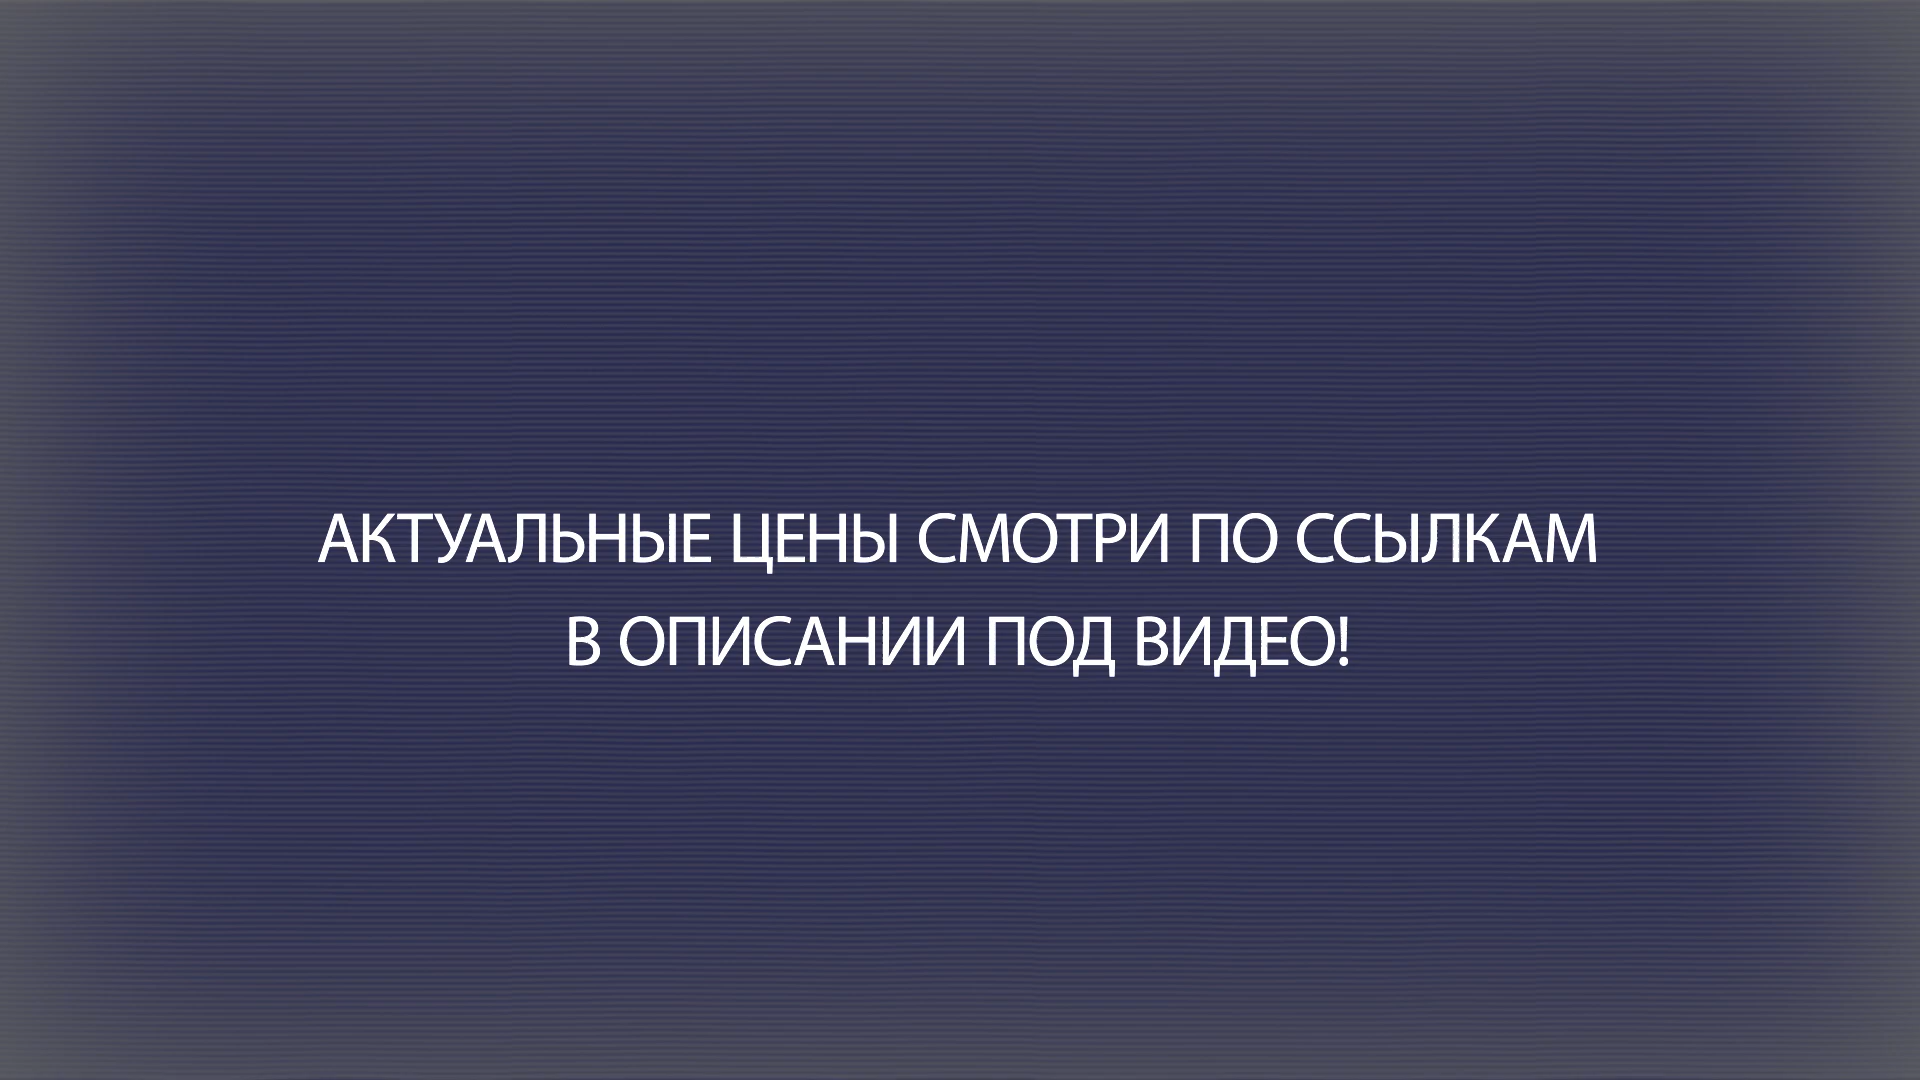 АКТУАЛЬНЫЕ ЦЕНЫ СМОТРИ ПО ССЫЛКАМ
В ОПИСАНИИ ПОД ВИДЕО!